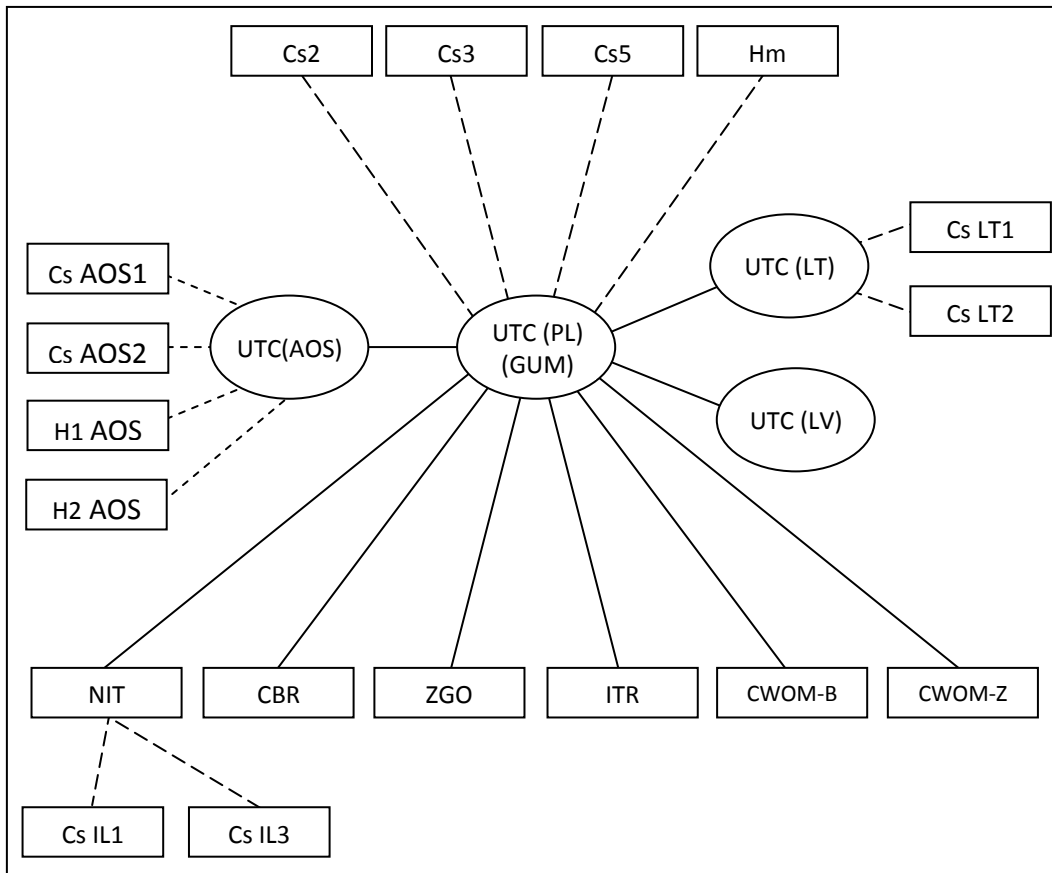 Cs2
Cs3
Cs5
Hm
Cs LT1
UTC (LT)
Cs LT2
Cs AOS1
Cs AOS2
UTC(AOS)
UTC (PL)
(GUM)
H1 AOS
UTC (LV)
H2 AOS
NIT
CBR
ZGO
ITR
CWOM-B
CWOM-Z
Cs IL1
Cs IL3